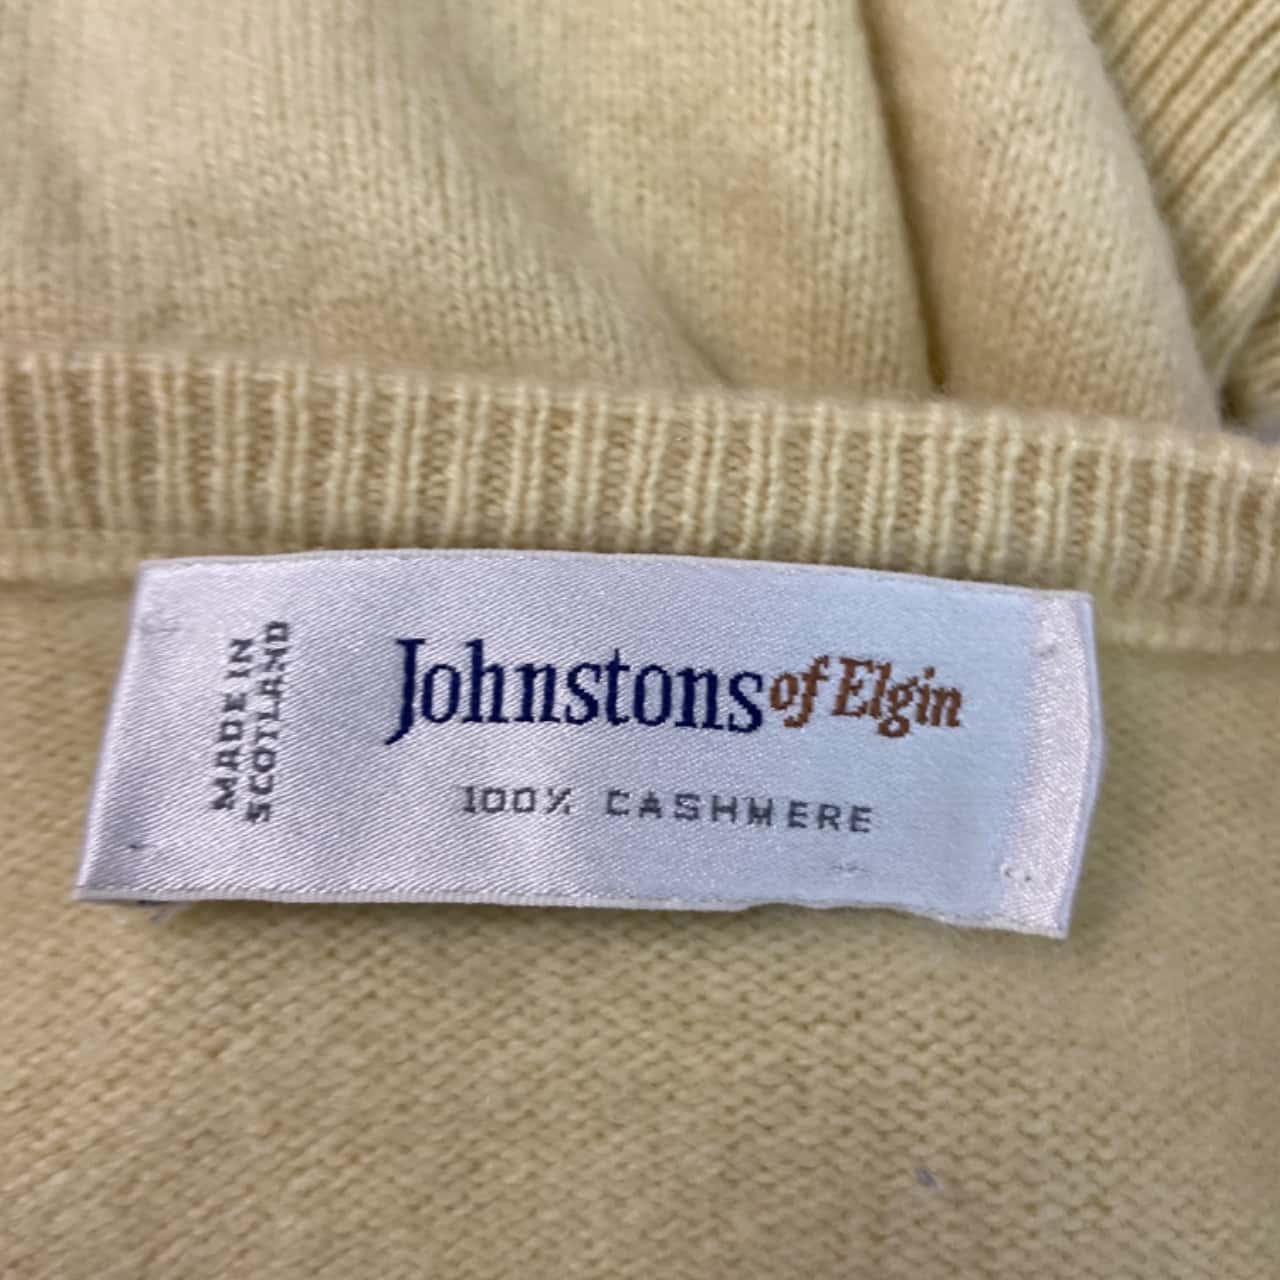 MADE IN
SCOTLAND
Johnstons of Elgin
100% CASHMERE